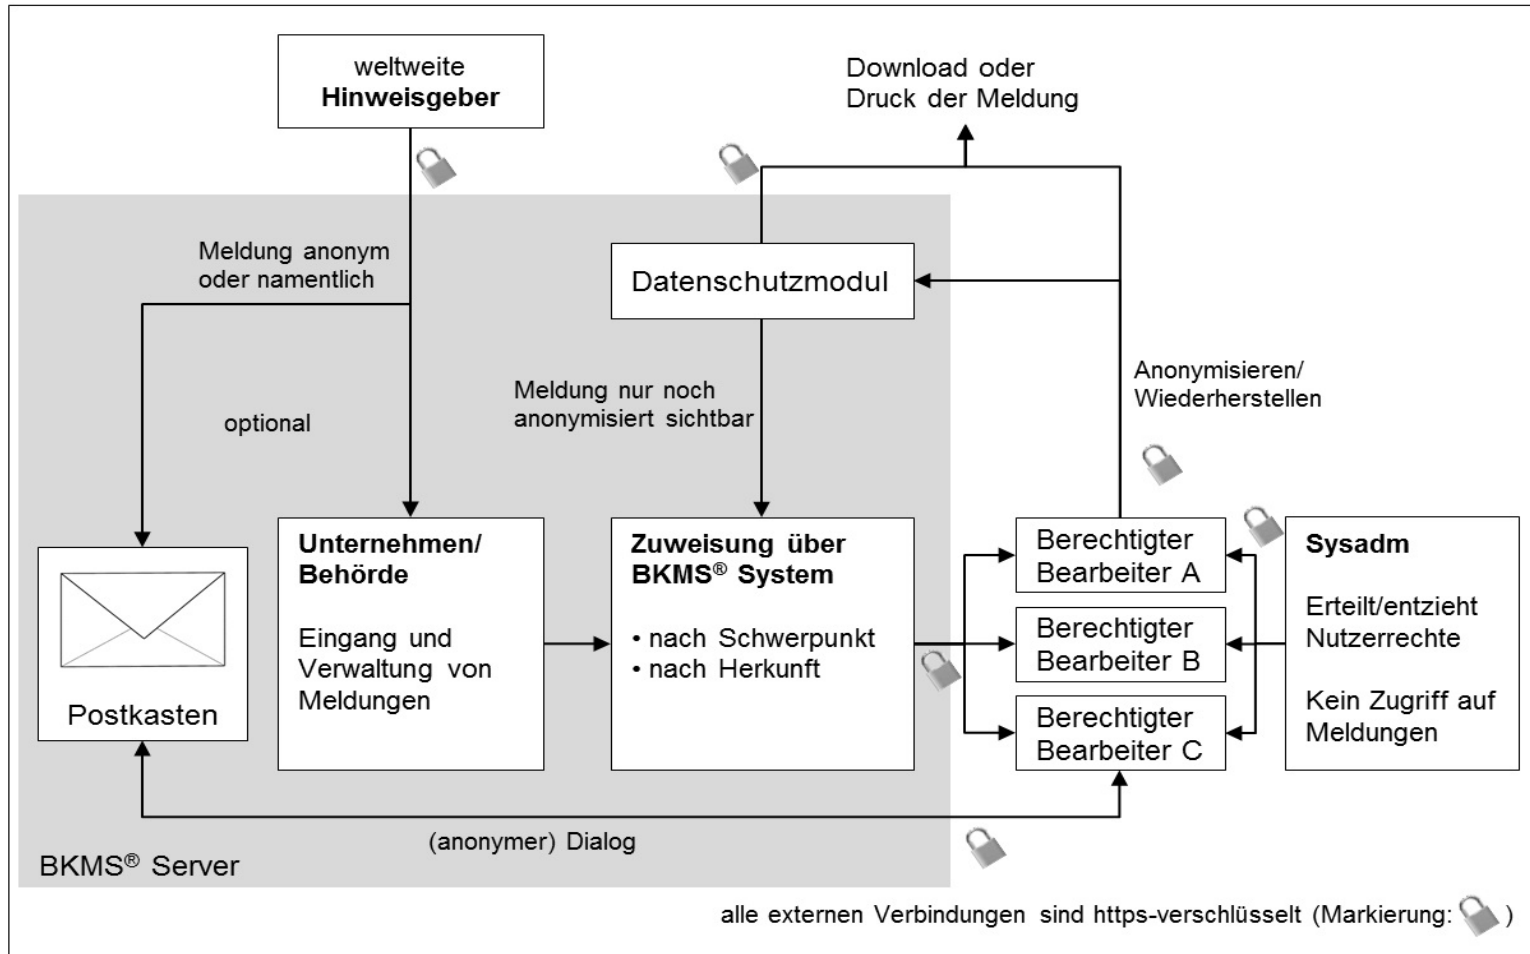 weltweite
Hinweisgeber
Download oder
Druck der Meldung
Meldung anonym
oder namentlich
Datenschutzmodul
optional
Meldung nur noch
anonymisiert sichtbar
Anonymisieren/
Wiederherstellen
Postkasten
Unternehmen/
Behörde
Eingang und
Verwaltung von
Meldungen
Zuweisung über
BKMS® System
• nach Schwerpunkt
• nach Herkunft
Berechtigter
Bearbeiter A
Berechtigter
Bearbeiter B
Berechtigter
Bearbeiter C
Sysadm
Erteilt/entzieht
Nutzerrechte
Kein Zugriff auf
Meldungen
(anonymer) Dialog
BKMS® Server
alle externen Verbindungen sind https-verschlüsselt (Markierung: )